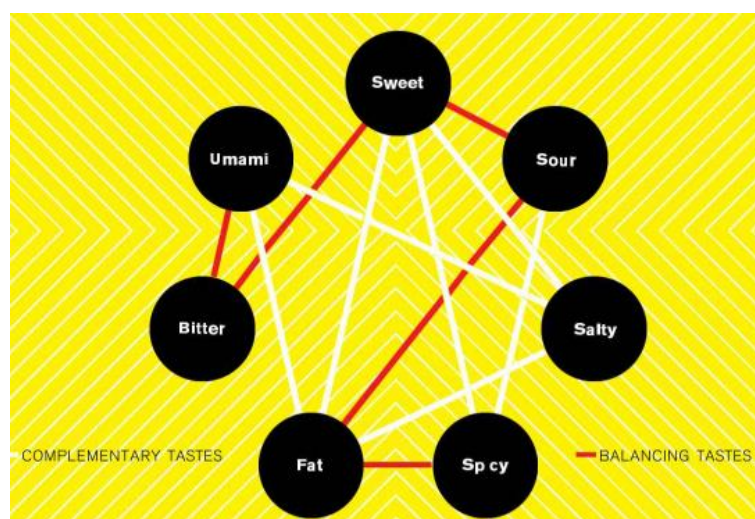 Sweet
Umami
Sour
Bitter
Salty
COMPLEMENTARY TASTES
Fat
Sp cy
BALANCING TASTES